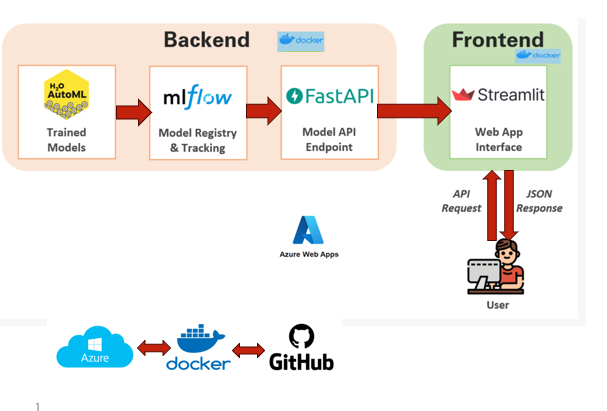 Backend
docker
Frontend
docker
H2O
AutoML
Trained
Models
mlflow
Model Registry
& Tracking
FastAPI
Model API
Endpoint
Streamlit
Web App
Interface
API
Request
JSON
Response
Azure Web Apps
User
Azure
docker
GitHub
1